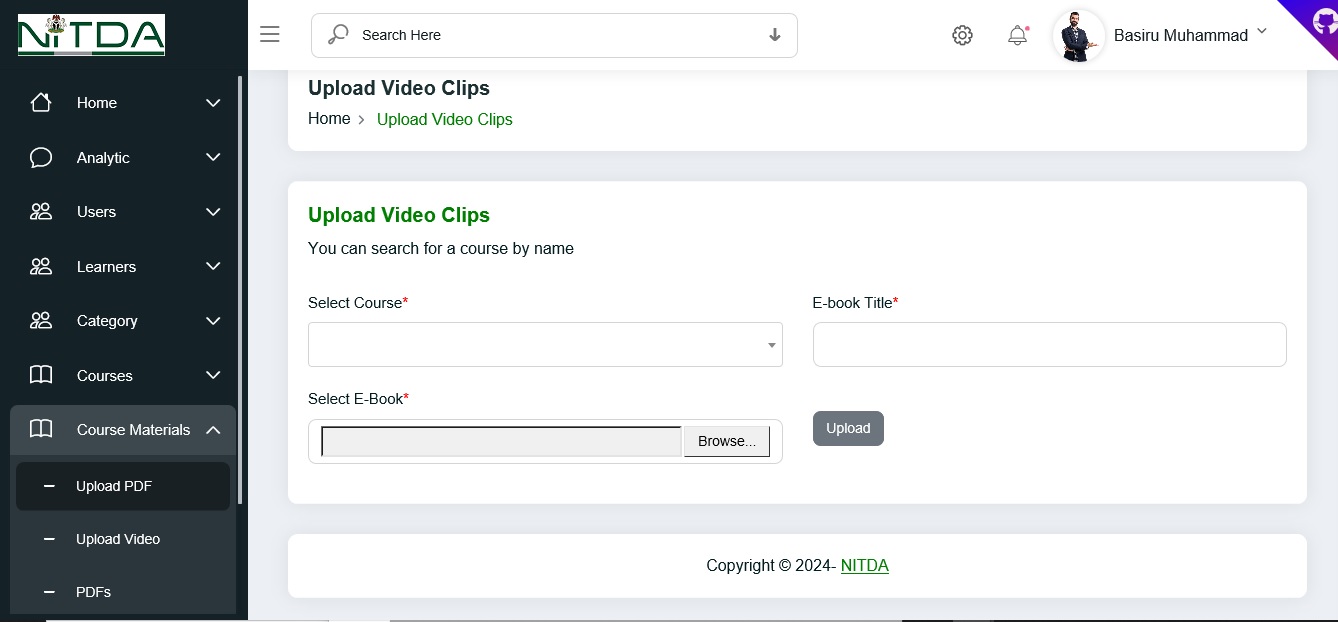 NITDA
Search Here
Basiru Muhammad
Home
Analytic
Users
Learners
Category
Courses
Course Materials
Upload PDF
Upload Video
PDFs
Upload Video Clips
Home > Upload Video Clips
Upload Video Clips
You can search for a course by name
Select Course*
E-book Title*
Select E-Book*
Browse...
Upload
Copyright © 2024- NITDA